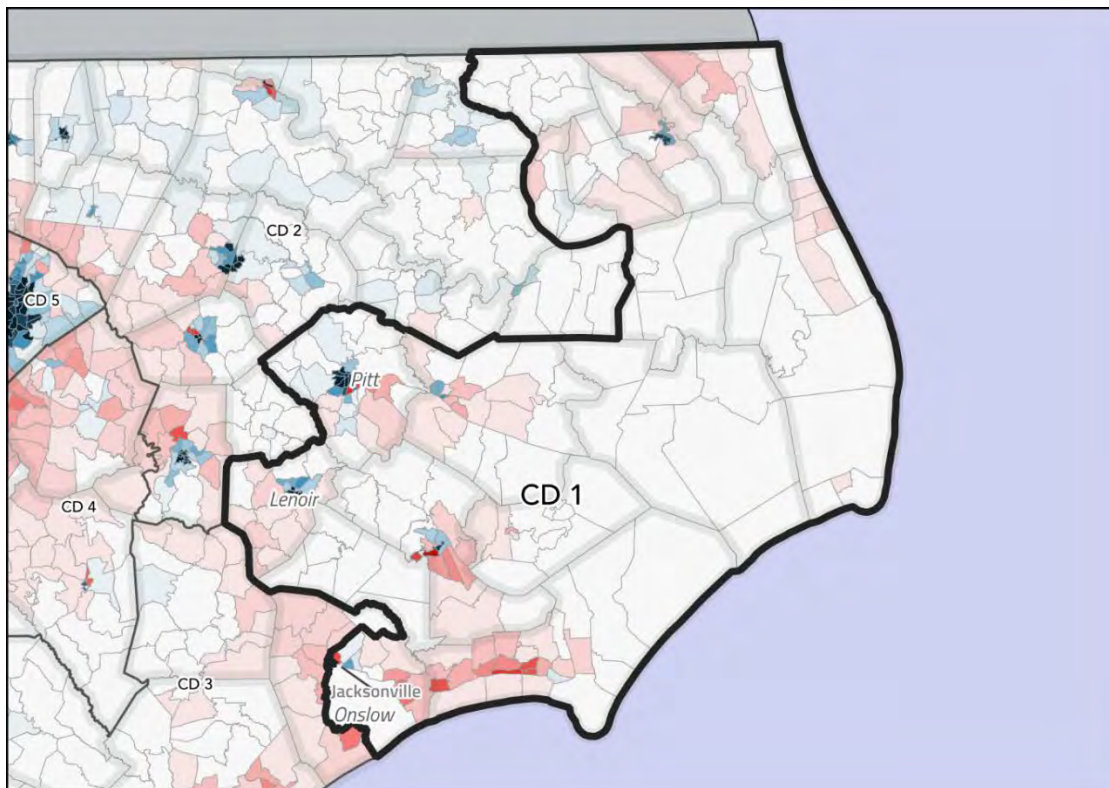 CD 2
CD 5
Pitt
CD 1
Lenoir
CD 4
CD 3
Jacksonville
Onslow